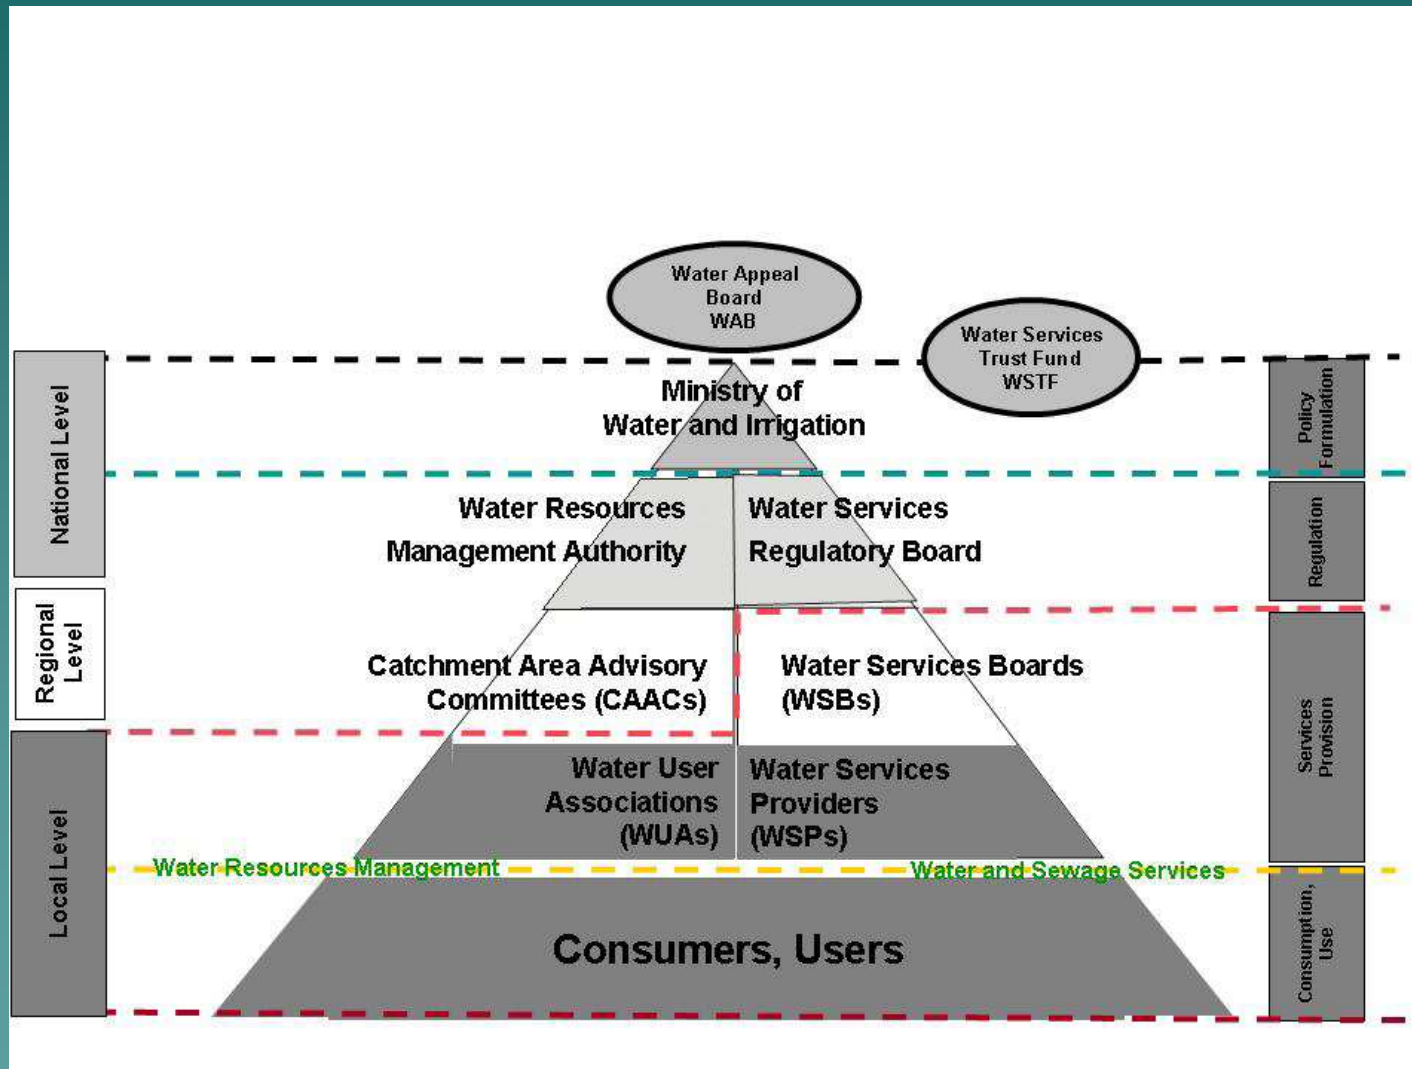 Water Appeal
Board
WAB
Water Services
Trust Fund
WSTF
National Level
Ministry of
Water and Irrigation
Policy
Formulation
Water Resources
Management Authority
Water Services
Regulatory Board
Regulation
Regional
Level
Catchment Area Advisory
Committees (CAACs)
Water Services Boards
(WSBs)
Services
Provision
Local Level
Water User
Associations
(WUAs)
Water Services
Providers
(WSPs)
Water Resources Management
Water and Sewage Services
Consumers, Users
Consumption,
Use